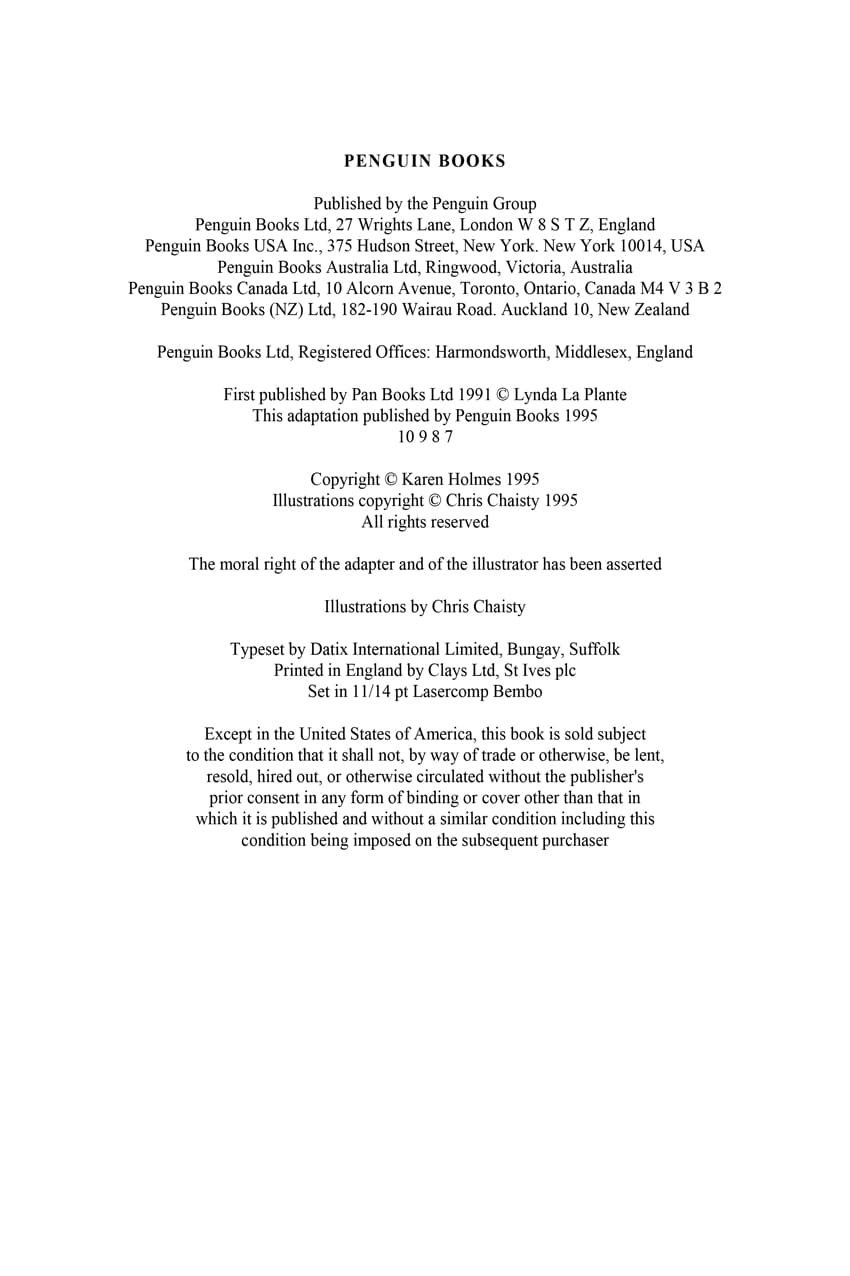 PENGUIN BOOKS
Published by the Penguin Group
Penguin Books Ltd, 27 Wrights Lane, London W 8 S T Z, England
Penguin Books USA Inc., 375 Hudson Street, New York. New York 10014, USA
Penguin Books Australia Ltd, Ringwood, Victoria, Australia
Penguin Books Canada Ltd, 10 Alcorn Avenue, Toronto, Ontario, Canada M4 V 3 B 2
Penguin Books (NZ) Ltd, 182-190 Wairau Road. Auckland 10, New Zealand
Penguin Books Ltd, Registered Offices: Harmondsworth, Middlesex, England
First published by Pan Books Ltd 1991 © Lynda La Plante
This adaptation published by Penguin Books 1995
10 9 8 7
Copyright © Karen Holmes 1995
Illustrations copyright © Chris Chaisty 1995
All rights reserved
The moral right of the adapter and of the illustrator has been asserted
Illustrations by Chris Chaisty
Typeset by Datix International Limited, Bungay, Suffolk
Printed in England by Clays Ltd, St Ives plc
Set in 11/14 pt Lasercomp Bembo
Except in the United States of America, this book is sold subject
to the condition that it shall not, by way of trade or otherwise, be lent,
resold, hired out, or otherwise circulated without the publisher's
prior consent in any form of binding or cover other than that in
which it is published and without a similar condition including this
condition being imposed on the subsequent purchaser